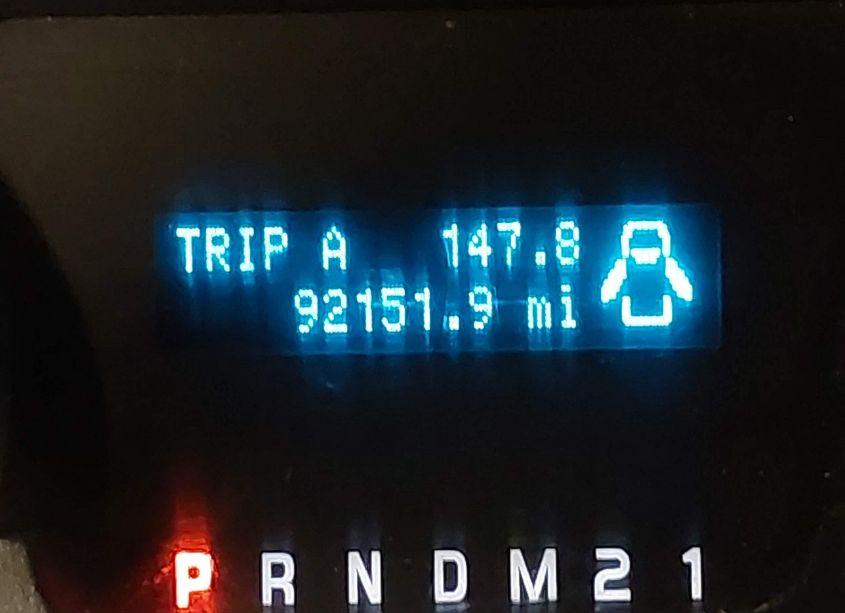 TRIP A 147.8
92151.9 mi
P R N D M 2 1